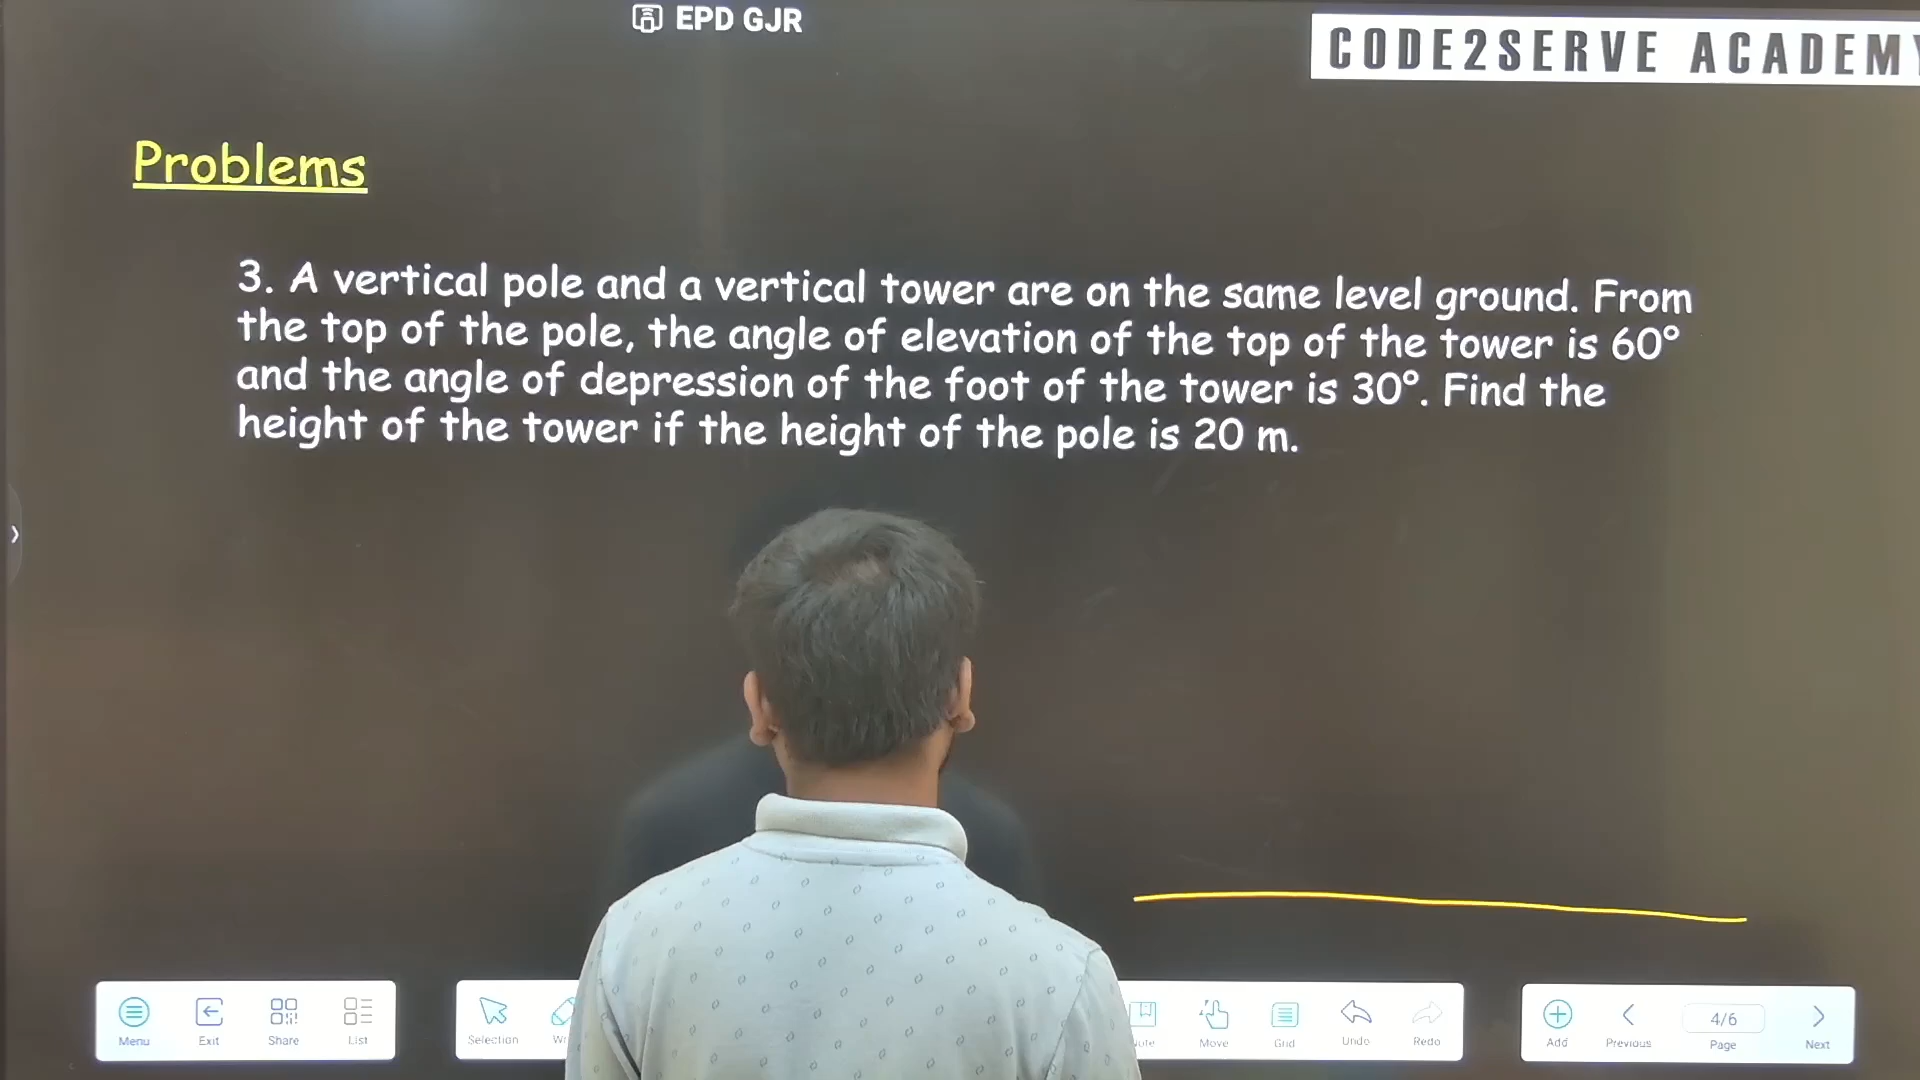 EPD GJR
CODE2SERVE ACADEMY
Problems
3. A vertical pole and a vertical tower are on the same level ground. From
the top of the pole, the angle of elevation of the top of the tower is 60°
and the angle of depression of the foot of the tower is 30°. Find the
height of the tower if the height of the pole is 20 m.
Menu Exit Share List
Selection
Move Grid Undo Redo
4/6
Add Previous Page Next